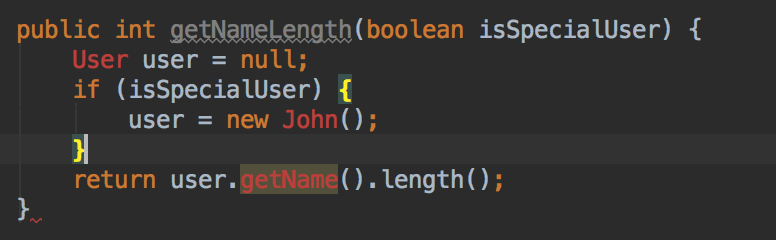 public int getNameLength(boolean isSpecialUser) {
    User user = null;
    if (isSpecialUser) {
        user = new John();
    }
    return user.getName().length();
}